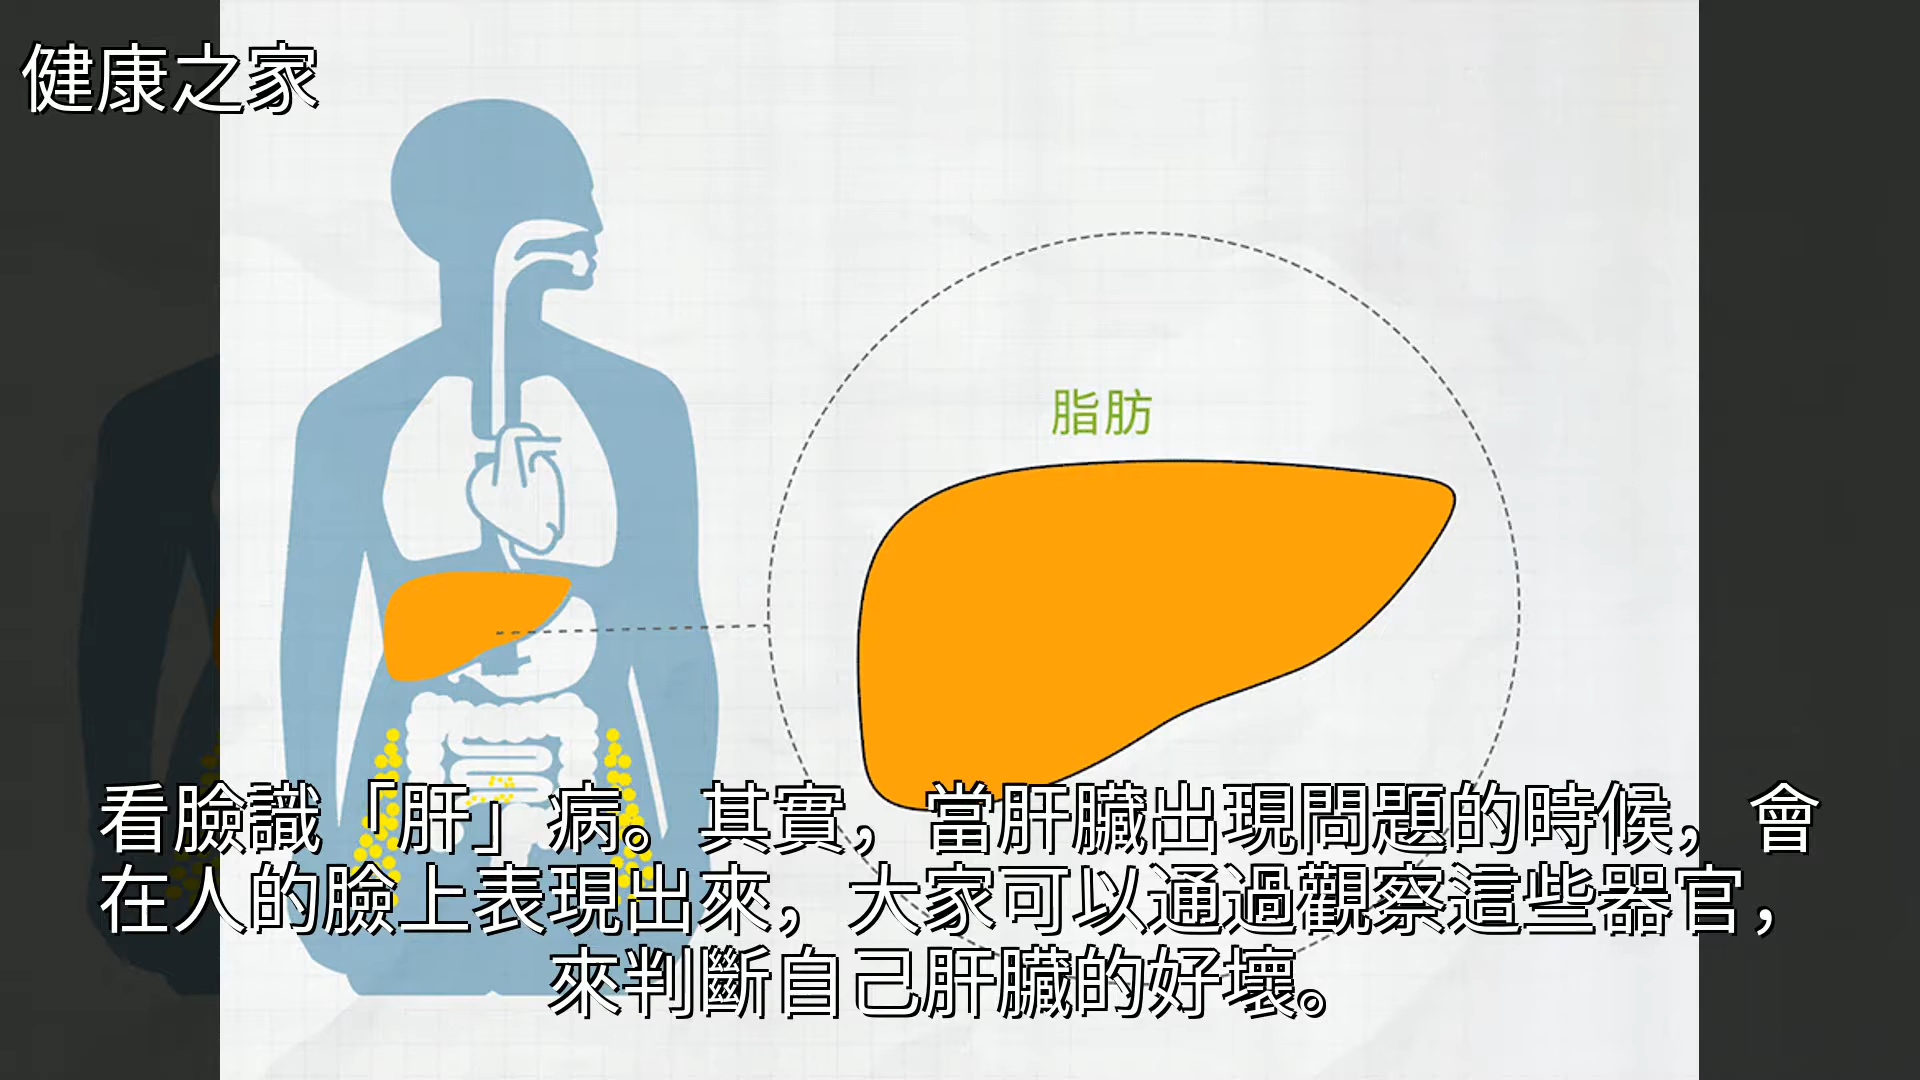 健康之家
脂肪
看臉識「肝」病。其實，當肝臟出現問題的時候，會
在人的臉上表現出來，大家可以通過觀察這些器官，
來判斷自己肝臟的好壞。